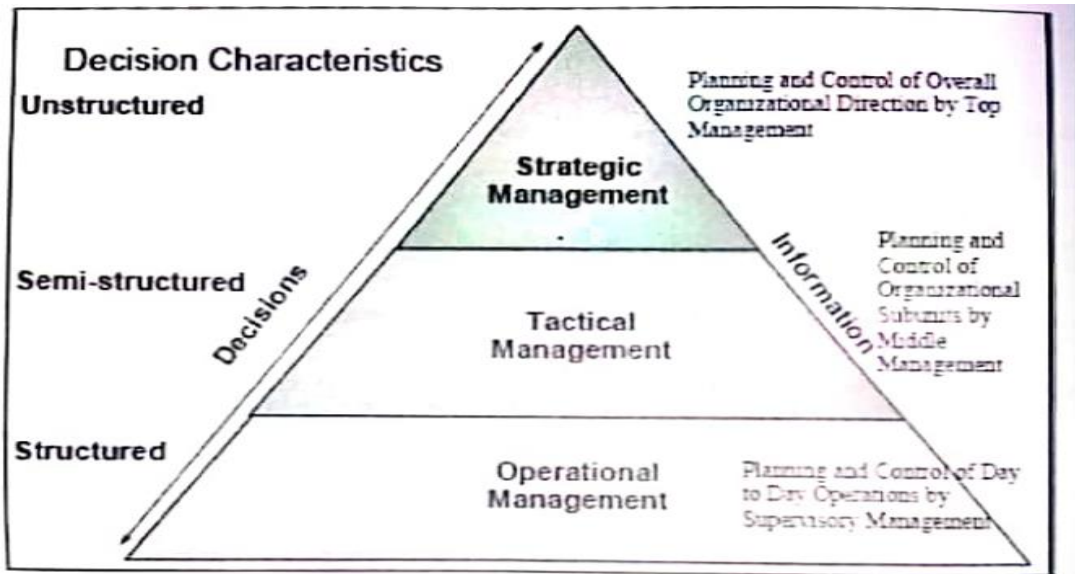 Decision Characteristics
Unstructured
Planning and Control of Overall
Organizational Direction by Top
Management
Strategic
Management
Semi-structured
Decisions
Information
Planning and
Control of
Organizational
Subunits by
Middle
Management
Tactical
Management
Structured
Operational
Management
Planning and Control of Day
to Day Operations by
Supervisory Management